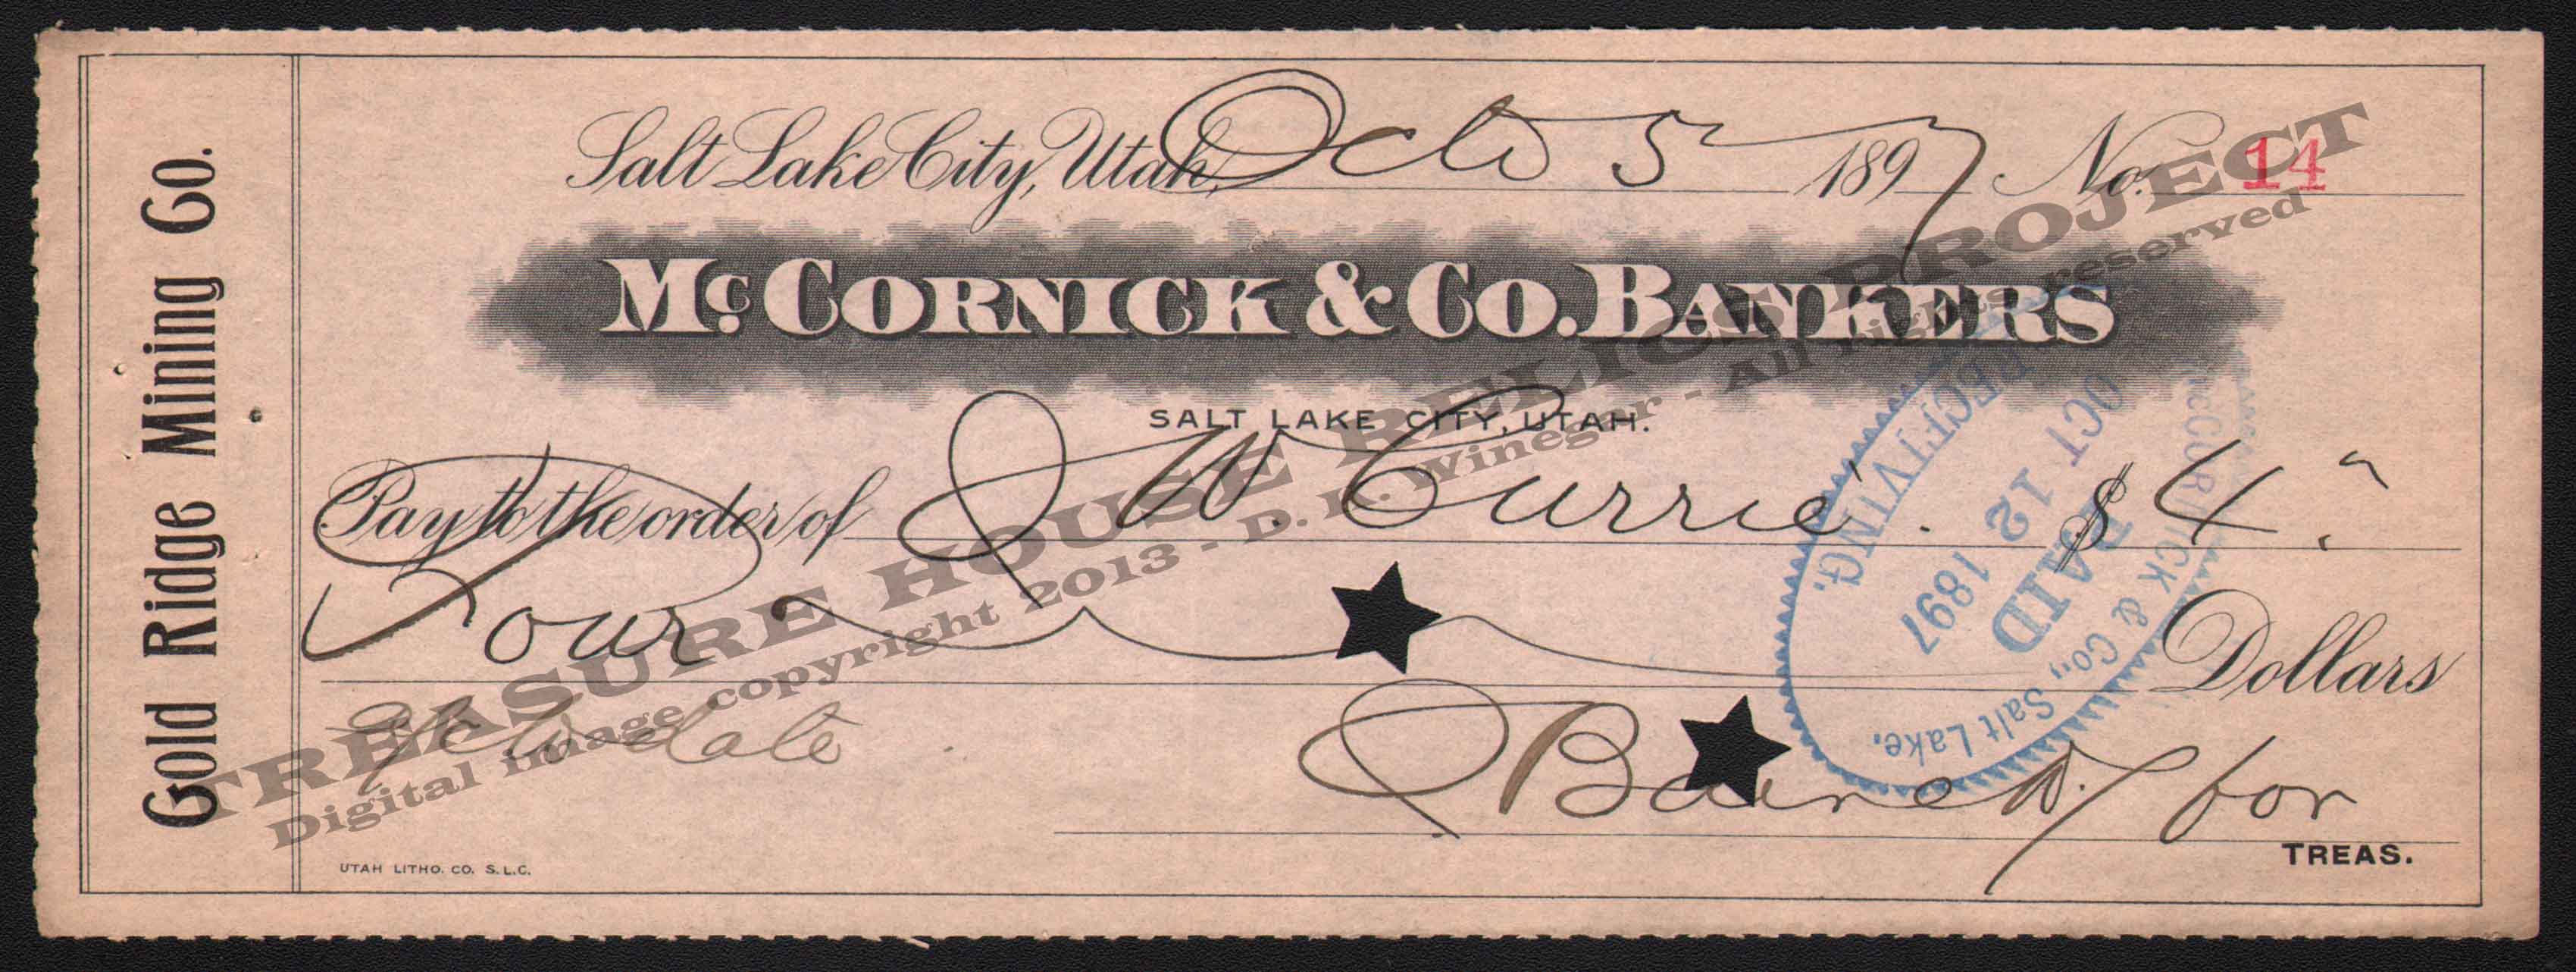 Gold Ridge Mining Co.
Salt Lake City, Utah, Oct 5 1897 No. 14
McCORNICK & CO. BANKERS
SALT LAKE CITY, UTAH.
Pay to the order of J W. Currie. $4.
Four Dollars
to date
for
TREAS.
UTAH LITHO. CO. S.L.C.
McCORNICK & Co., Salt Lake.
PAID
OCT 12 1897
RECEIVING.
TREASURE HOUSE RELICS PROJECT
Digital image copyright 2013 - D. K. Winegar - All rights reserved